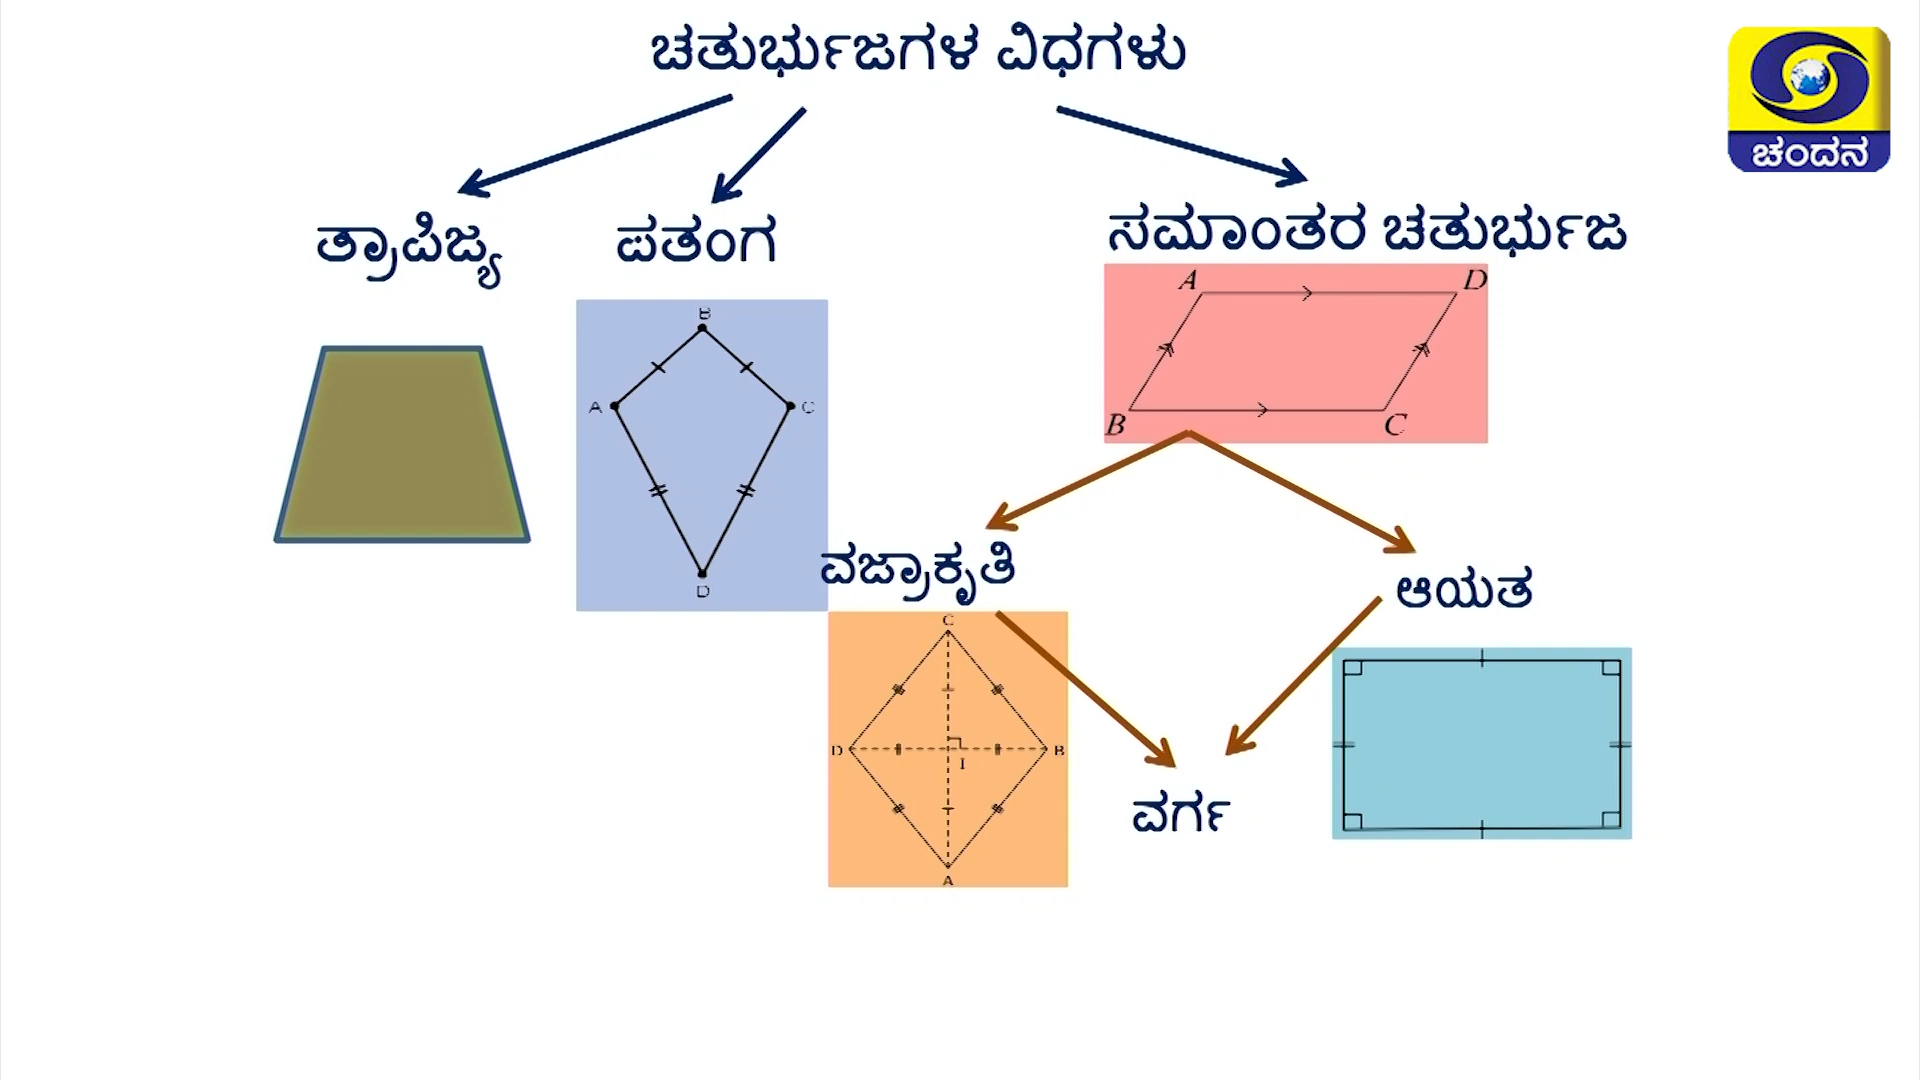 ಚತುರ್ಭುಜಗಳ ವಿಧಗಳು
ಚಂದನ
ತ್ರಾಪಿಜ್ಯ
ಪತಂಗ
ಸಮಾಂತರ ಚತುರ್ಭುಜ
A D
B C
B
A C
D
ವಜ್ರಾಕೃತಿ
ಆಯತ
C
D B
I
A
ವರ್ಗ